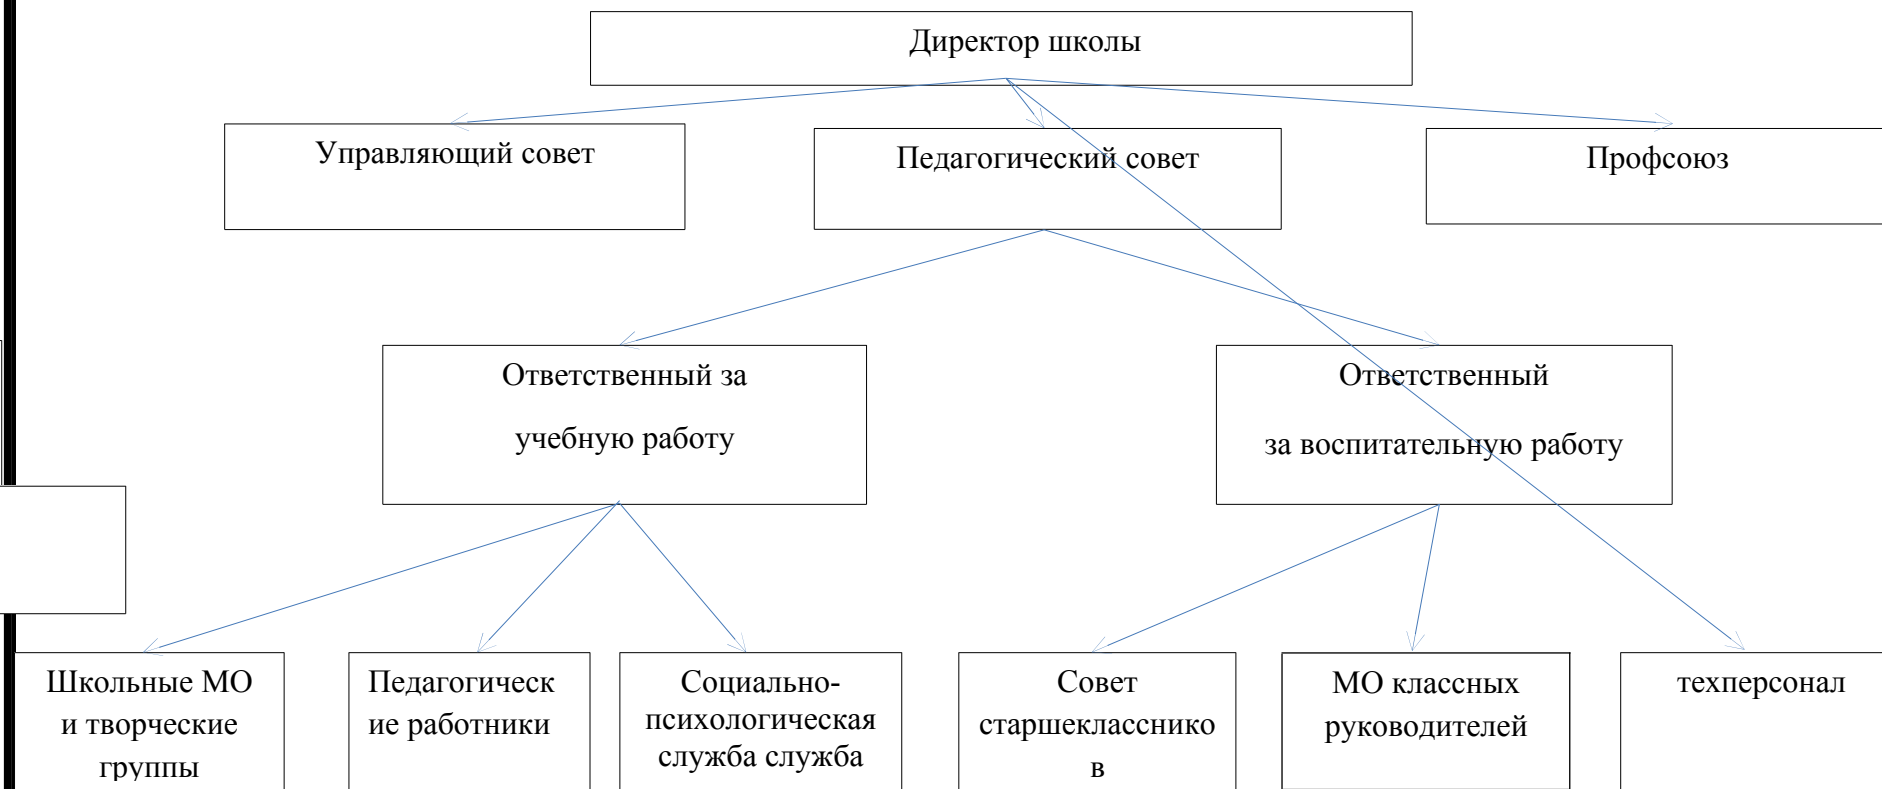 Директор школы
Управляющий совет
Педагогический совет
Профсоюз
Ответственный за
учебную работу
Ответственный
за воспитательную работу
Школьные МО
и творческие
группы
Педагогическ
ие работники
Социально-
психологическая
служба служба
Совет
старшекласснико
в
МО классных
руководителей
техперсонал